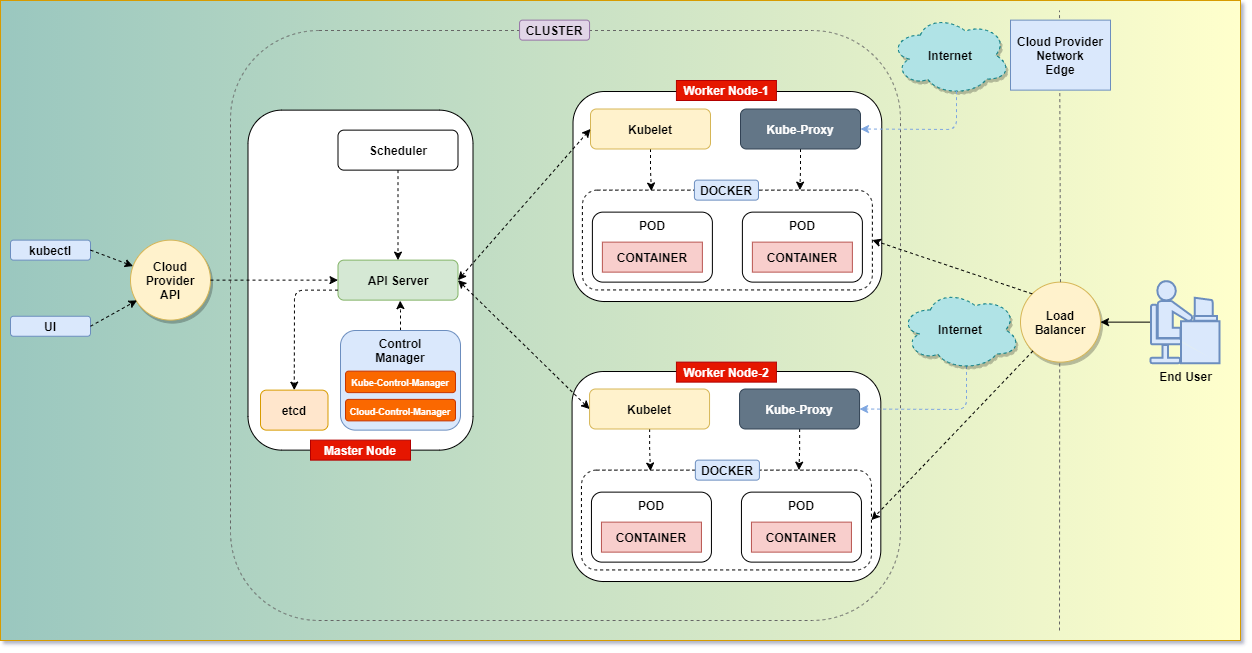 CLUSTER
Internet
Cloud Provider
Network
Edge
Worker Node-1
Kubelet
Kube-Proxy
Scheduler
DOCKER
POD
CONTAINER
POD
CONTAINER
kubectl
UI
Cloud
Provider
API
API Server
Control
Manager
Kube-Control-Manager
Cloud-Control-Manager
etcd
Master Node
Internet
Load
Balancer
End User
Worker Node-2
Kubelet
Kube-Proxy
DOCKER
POD
CONTAINER
POD
CONTAINER